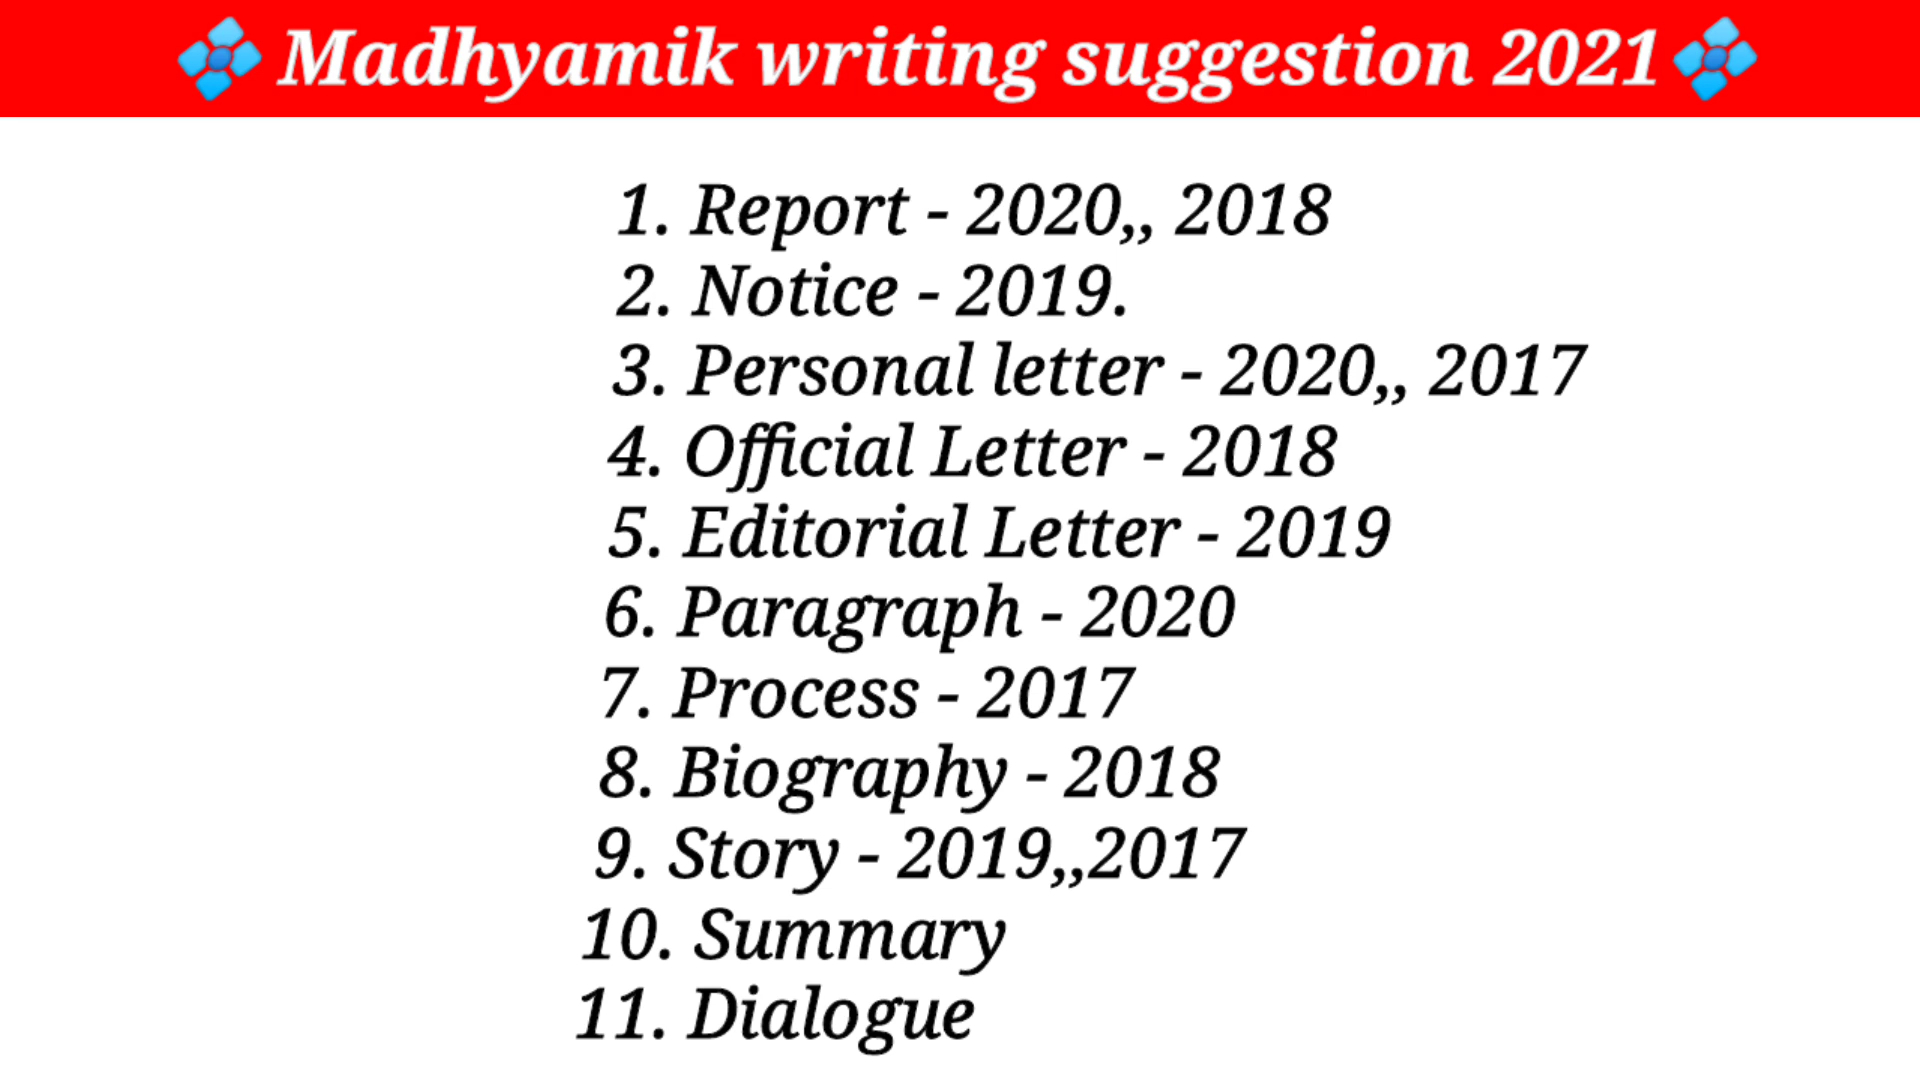 Madhyamik writing suggestion 2021
1. Report - 2020,, 2018
2. Notice - 2019.
3. Personal letter - 2020,, 2017
4. Official Letter - 2018
5. Editorial Letter - 2019
6. Paragraph - 2020
7. Process - 2017
8. Biography - 2018
9. Story - 2019,,2017
10. Summary
11. Dialogue